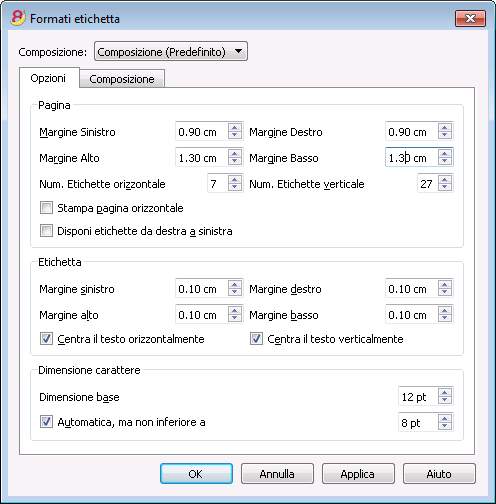 Formati etichetta
Composizione: Composizione (Predefinito)
Opzioni Composizione
Pagina
Margine Sinistro 0.90 cm Margine Destro 0.90 cm
Margine Alto 1.30 cm Margine Basso 1.30 cm
Num. Etichette orizzontale 7 Num. Etichette verticale 27
Stampa pagina orizzontale
Disponi etichette da destra a sinistra
Etichetta
Margine sinistro 0.10 cm Margine destro 0.10 cm
Margine alto 0.10 cm Margine basso 0.10 cm
Centra il testo orizzontalmente Centra il testo verticalmente
Dimensione carattere
Dimensione base 12 pt
Automatica, ma non inferiore a 8 pt
OK Annulla Applica Aiuto